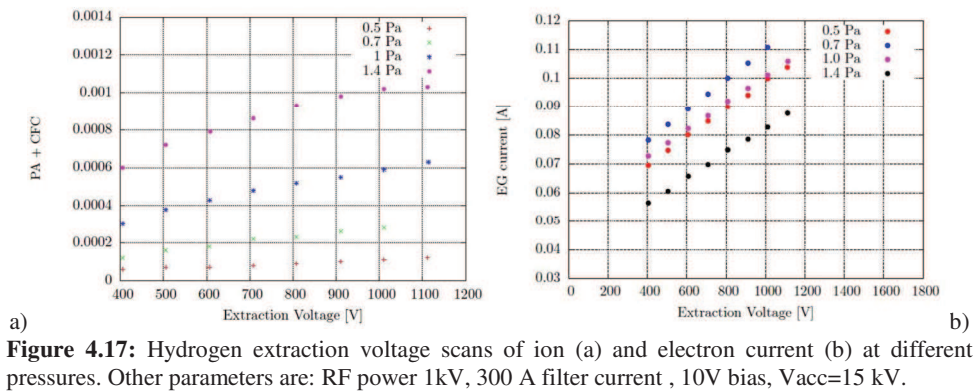 a)
0.0014
0.0012
0.001
0.0008
0.0006
0.0004
0.0002
0
PA + CFC
0.5 Pa
0.7 Pa
1 Pa
1.4 Pa
400 500 600 700 800 900 1000 1100 1200
Extraction Voltage [V]
0.12
0.11
0.1
0.09
0.08
0.07
0.06
0.05
0.04
0.03
EG current [A]
0.5 Pa
0.7 Pa
1.0 Pa
1.4 Pa
0 200 400 600 800 1000 1200 1400 1600 1800
Extraction Voltage [V]
b)
Figure 4.17: Hydrogen extraction voltage scans of ion (a) and electron current (b) at different
pressures. Other parameters are: RF power 1kV, 300 A filter current , 10V bias, Vacc=15 kV.